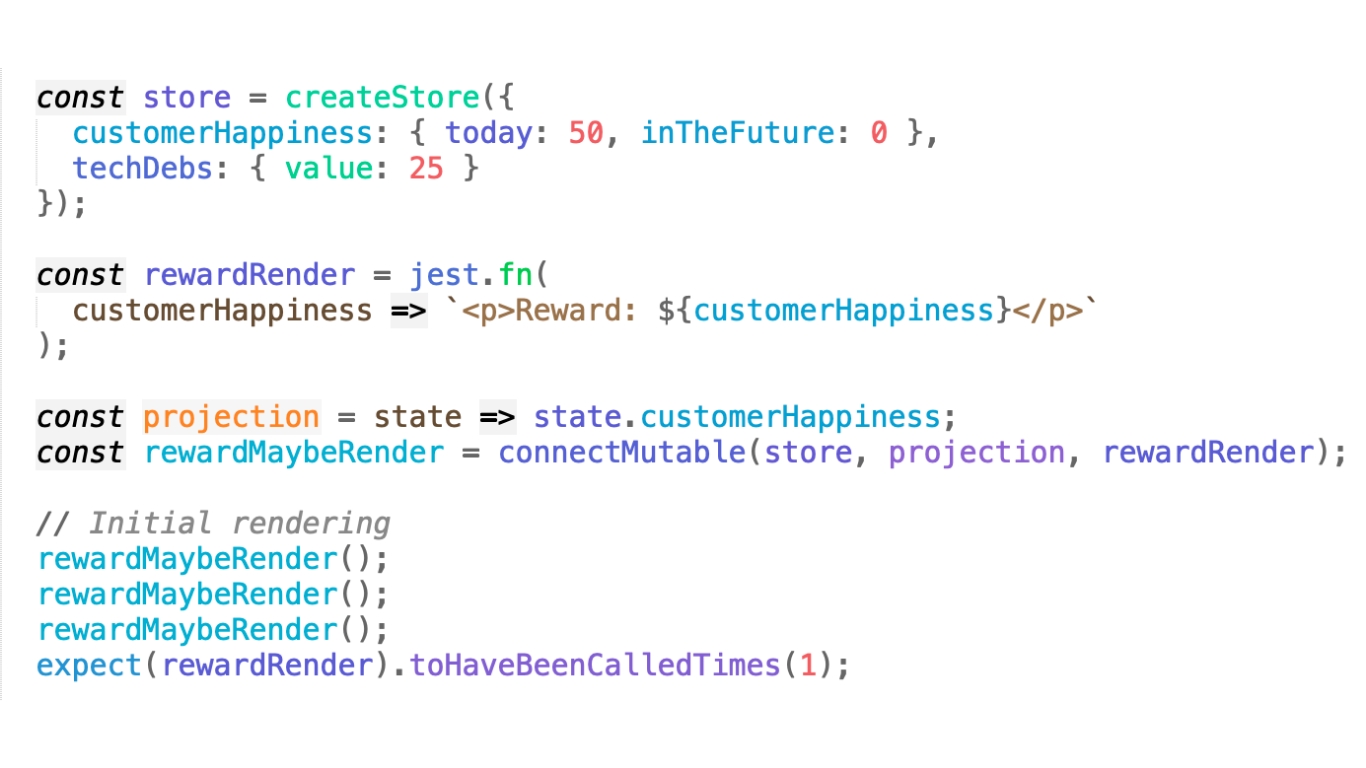 const store = createStore({
  customerHappiness: { today: 50, inTheFuture: 0 },
  techDebs: { value: 25 }
});

const rewardRender = jest.fn(
  customerHappiness => `<p>Reward: ${customerHappiness}</p>`
);

const projection = state => state.customerHappiness;
const rewardMaybeRender = connectMutable(store, projection, rewardRender);

// Initial rendering
rewardMaybeRender();
rewardMaybeRender();
rewardMaybeRender();
expect(rewardRender).toHaveBeenCalledTimes(1);